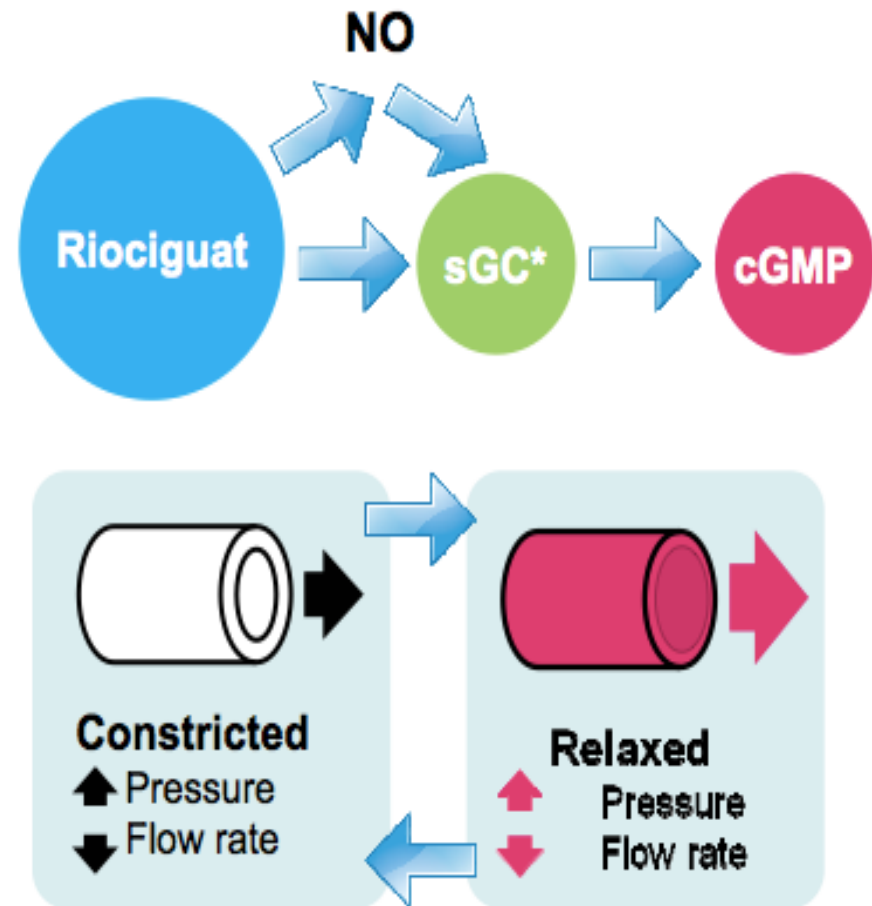 NO
Riociguat
sGC*
cGMP
Constricted
Pressure
Flow rate
Relaxed
Pressure
Flow rate